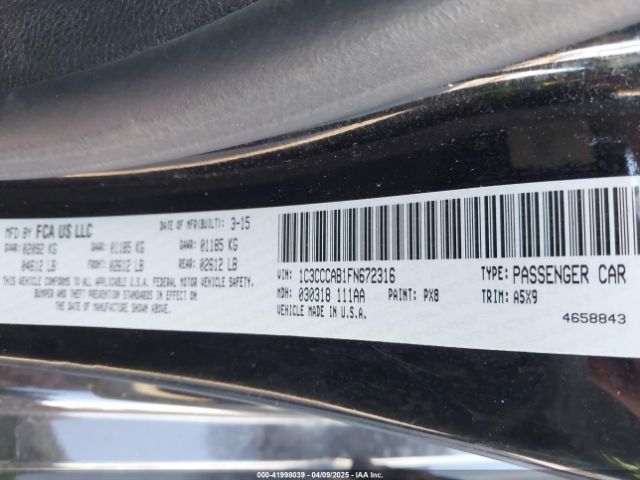 MFD BY FCA US LLC DATE OF MFR(BUILT): 3-15
GVWR: 02092 KG GAWR: 01185 KG GAWR: 01185 KG
04612 LB FRONT: 02612 LB REAR: 02612 LB
THIS VEHICLE CONFORMS TO ALL APPLICABLE U.S.A. FEDERAL MOTOR VEHICLE SAFETY,
BUMPER AND THEFT PREVENTION STANDARDS IN EFFECT ON
THE DATE OF MANUFACTURE SHOWN ABOVE.
VIN: 1C3CCCAB1FN672316 TYPE: PASSENGER CAR
MDH: 030318 111AA PAINT: PX8 TRIM: A5X9
VEHICLE MADE IN U.S.A.
4658843
000-41998039 - 04/09/2025 - IAAI, Inc.